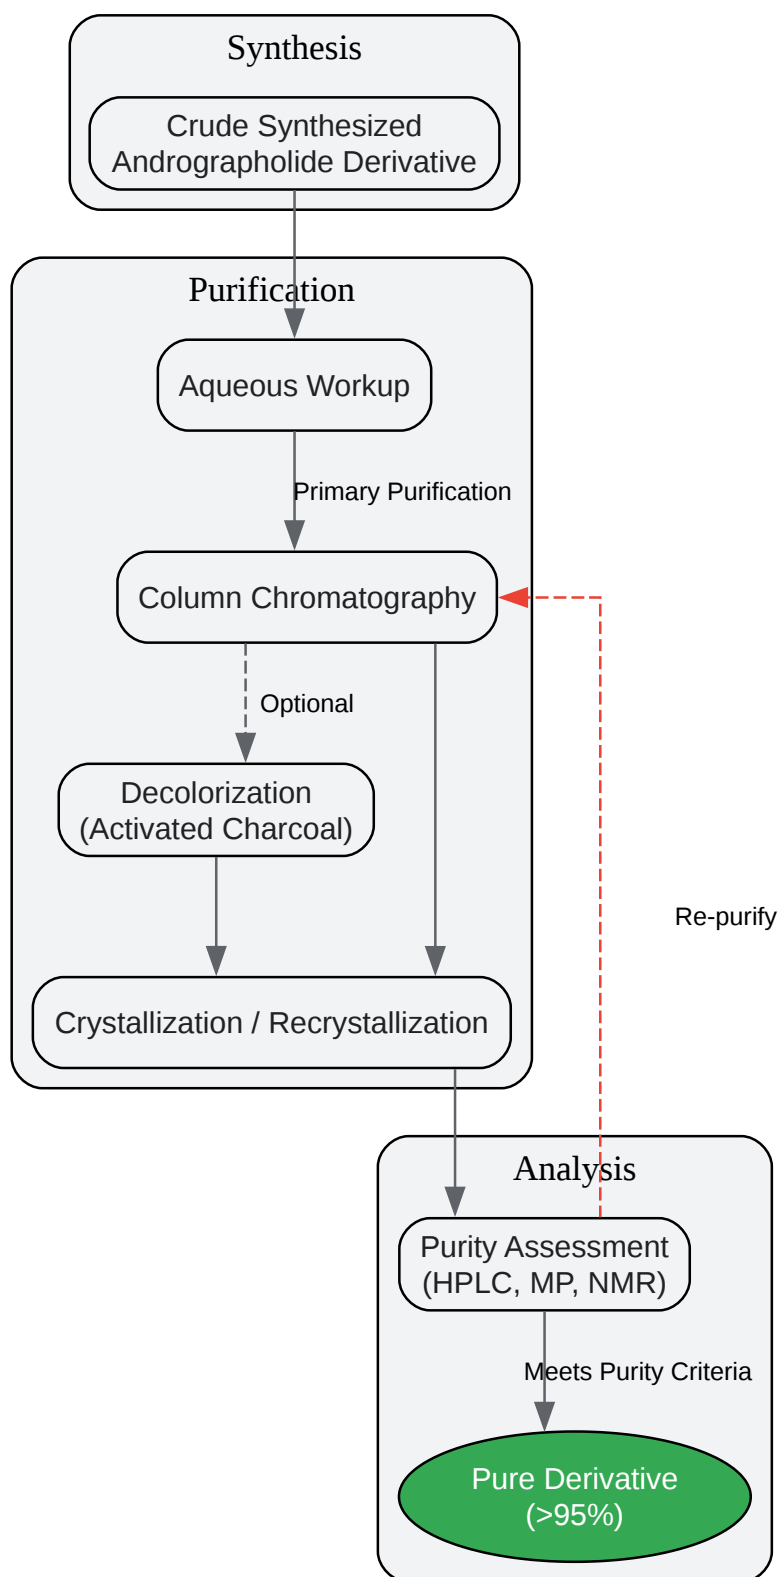 Synthesis
Crude Synthesized
Andrographolide Derivative
Purification
Aqueous Workup
Primary Purification
Column Chromatography
Optional
Decolorization
(Activated Charcoal)
Re-purify
Crystallization / Recrystallization
Analysis
Purity Assessment
(HPLC, MP, NMR)
Meets Purity Criteria
Pure Derivative
(>95%)